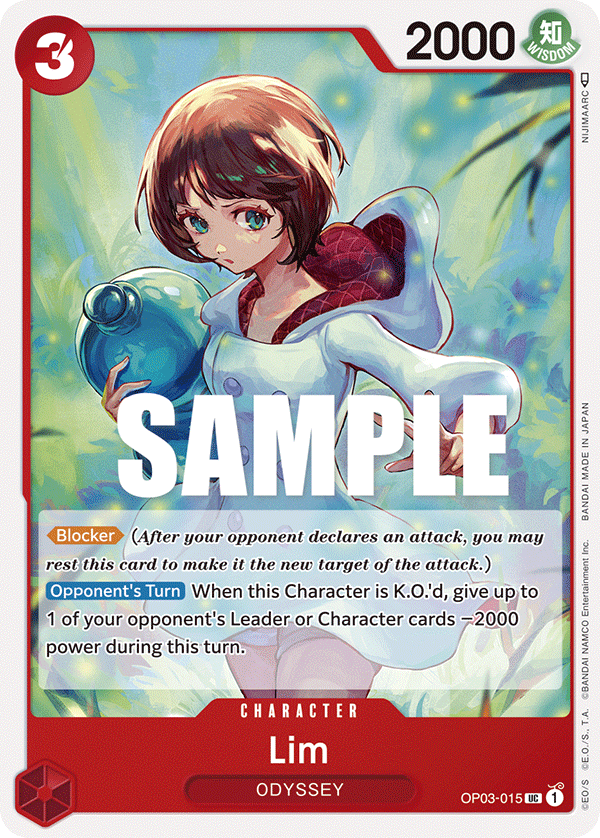 3
2000
知
WISDOM
NIJIMAARC
SAMPLE
Blocker (After your opponent declares an attack, you may
rest this card to make it the new target of the attack.)
Opponent's Turn When this Character is K.O.'d, give up to
1 of your opponent's Leader or Character cards −2000
power during this turn.
CHARACTER
Lim
ODYSSEY
OP03-015 UC 1
©EO/S ©E.O./S., T.A. ©BANDAI NAMCO Entertainment Inc. BANDAI MADE IN JAPAN